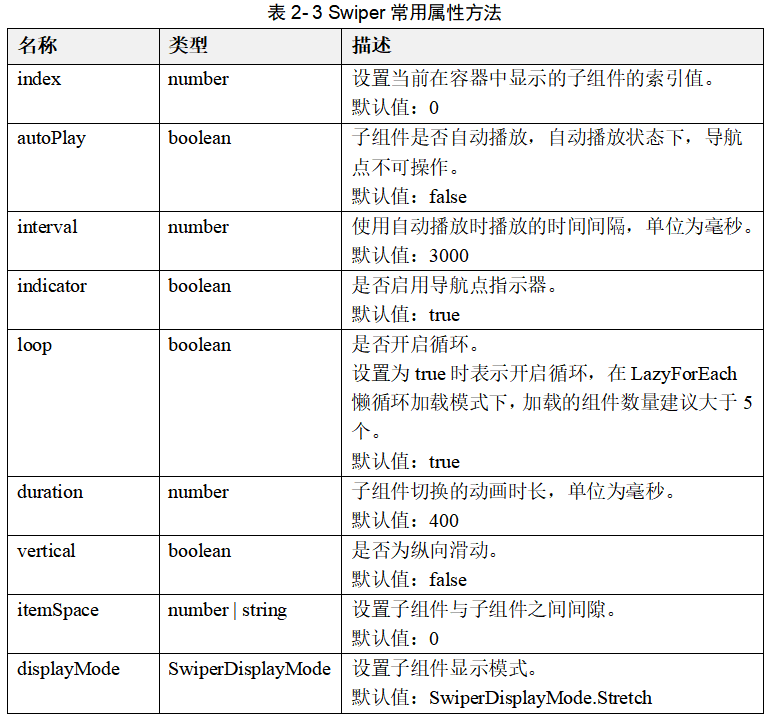 表 2- 3 Swiper 常用属性方法
名称 类型 描述
index number 设置当前在容器中显示的子组件的索引值。
默认值：0
autoPlay boolean 子组件是否自动播放，自动播放状态下，导航
点不可操作。
默认值：false
interval number 使用自动播放时播放的时间间隔，单位为毫秒。
默认值：3000
indicator boolean 是否启用导航点指示器。
默认值：true
loop boolean 是否开启循环。
设置为 true 时表示开启循环，在 LazyForEach
懒循环加载模式下，加载的组件数量建议大于 5
个。
默认值：true
duration number 子组件切换的动画时长，单位为毫秒。
默认值：400
vertical boolean 是否为纵向滑动。
默认值：false
itemSpace number | string 设置子组件与子组件之间间隙。
默认值：0
displayMode SwiperDisplayMode 设置子组件显示模式。
默认值：SwiperDisplayMode.Stretch